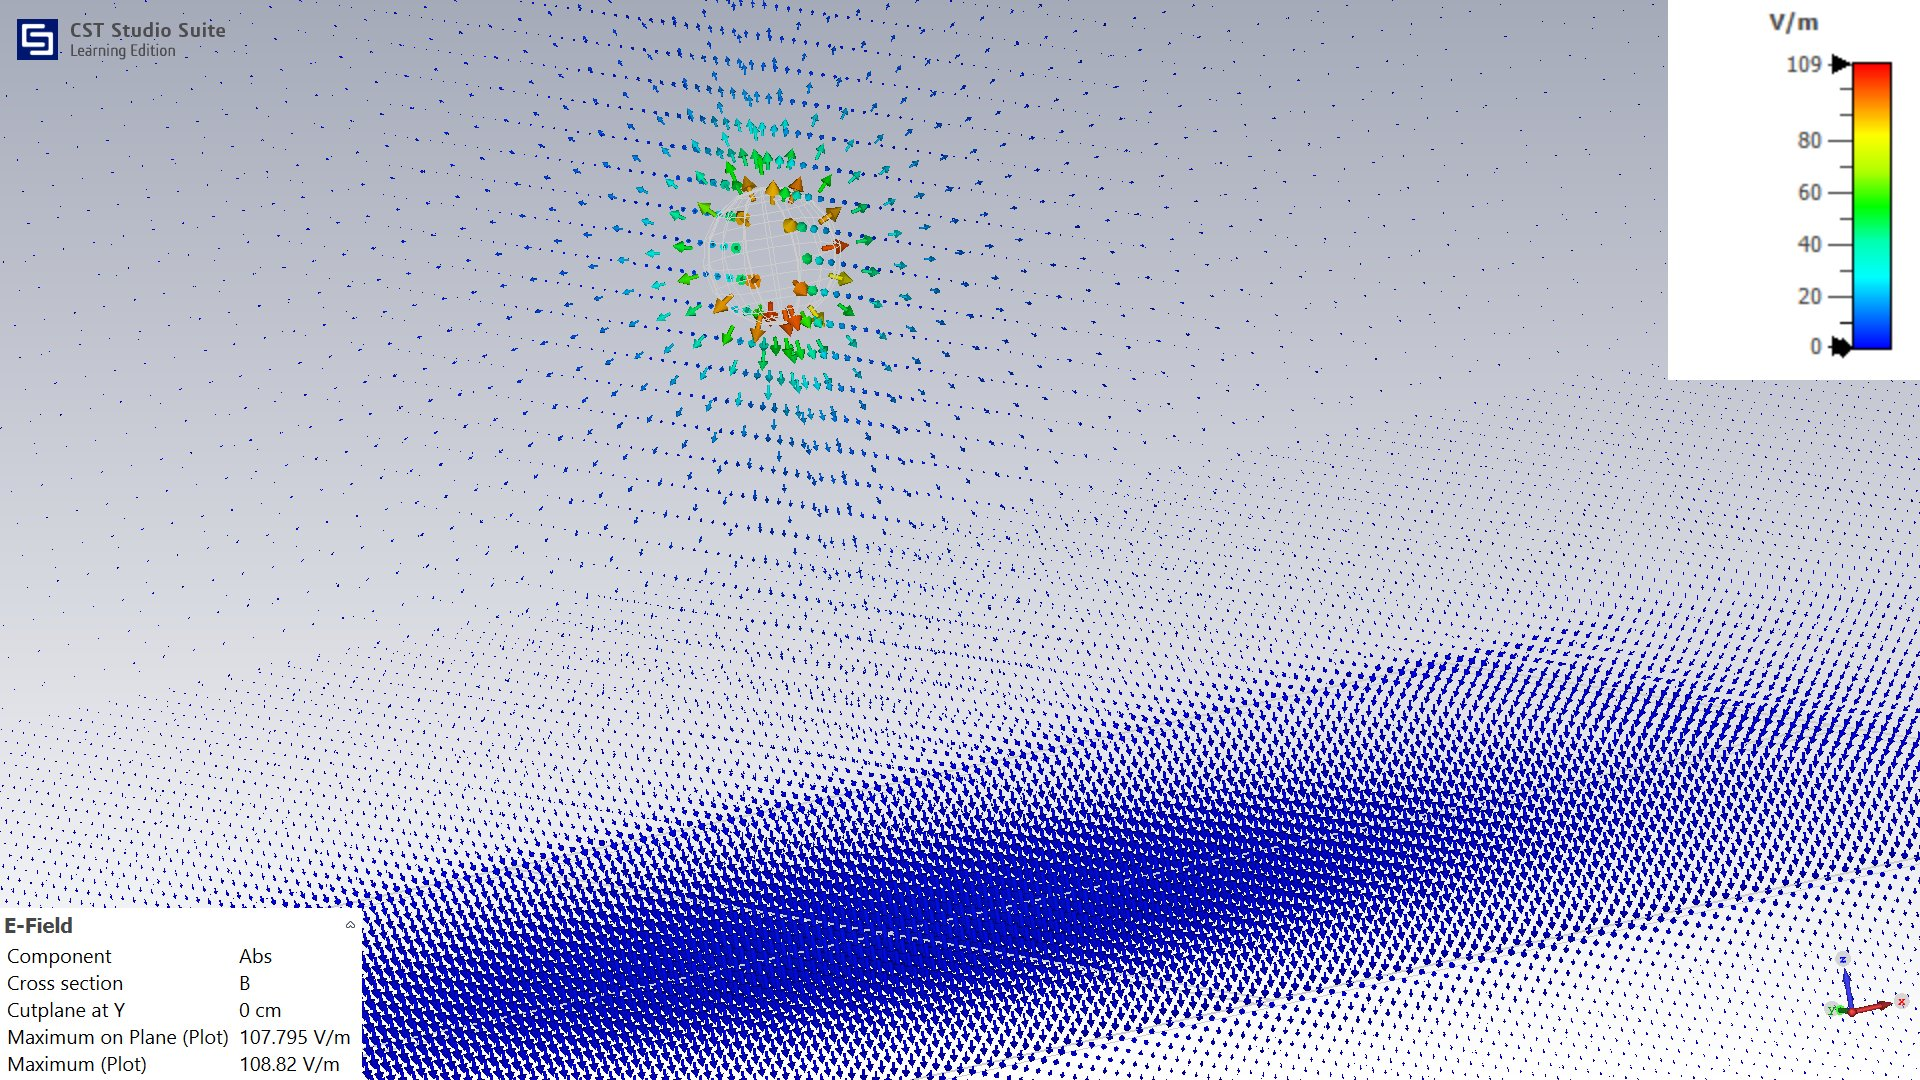 CST Studio Suite
Learning Edition
V/m
109
80
60
40
20
0
E-Field
Component Abs
Cross section B
Cutplane at Y 0 cm
Maximum on Plane (Plot) 107.795 V/m
Maximum (Plot) 108.82 V/m
z
y
x